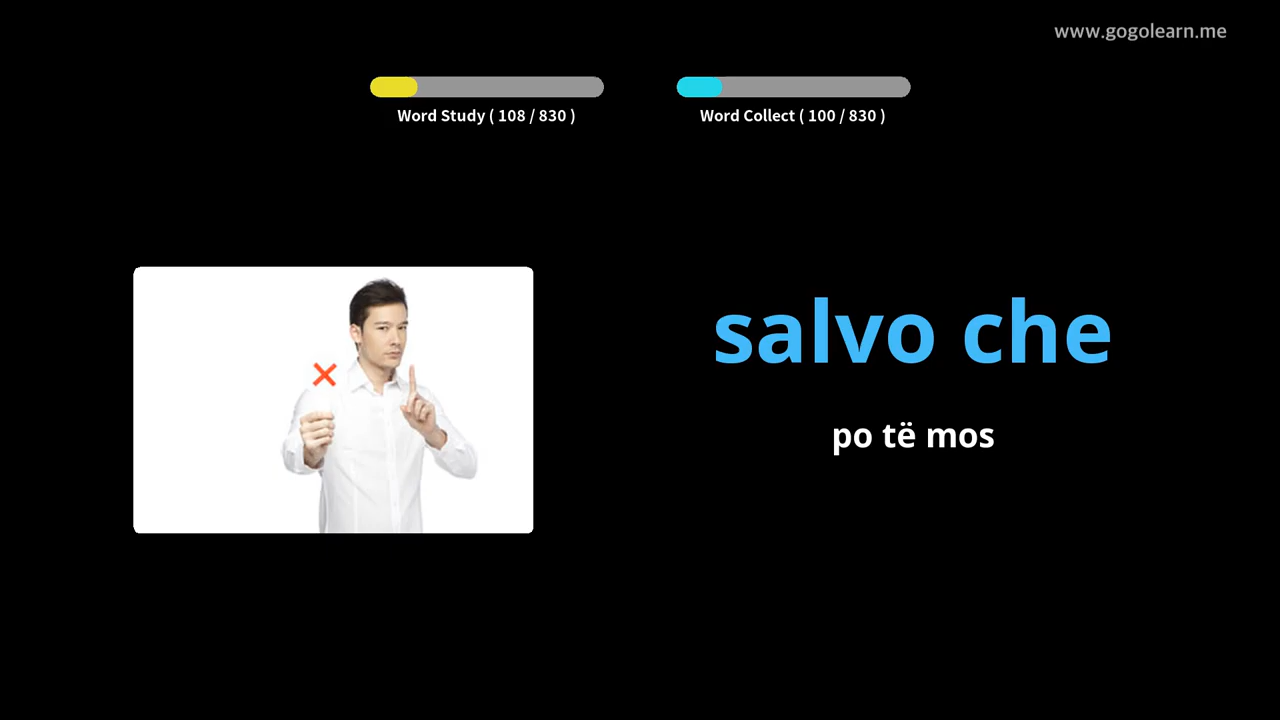 www.gogolearn.me
Word Study ( 108 / 830 )
Word Collect ( 100 / 830 )
salvo che
po të mos